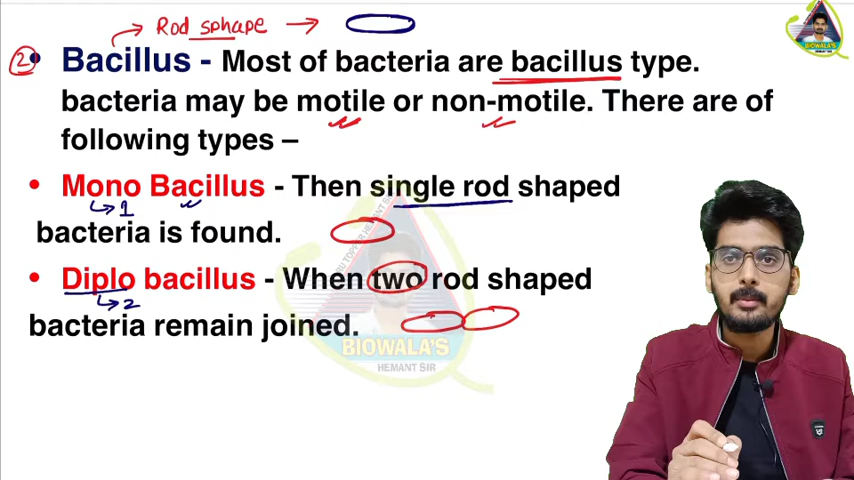 → Rod sphape →
② • Bacillus - Most of bacteria are bacillus type.
bacteria may be motile or non-motile. There are of
following types –
• Mono Bacillus - Then single rod shaped
↳ 1
bacteria is found.
• Diplo bacillus - When two rod shaped
↳ 2
bacteria remain joined.
BIOWALA'S
HEMANT SIR
BIOWALA'S